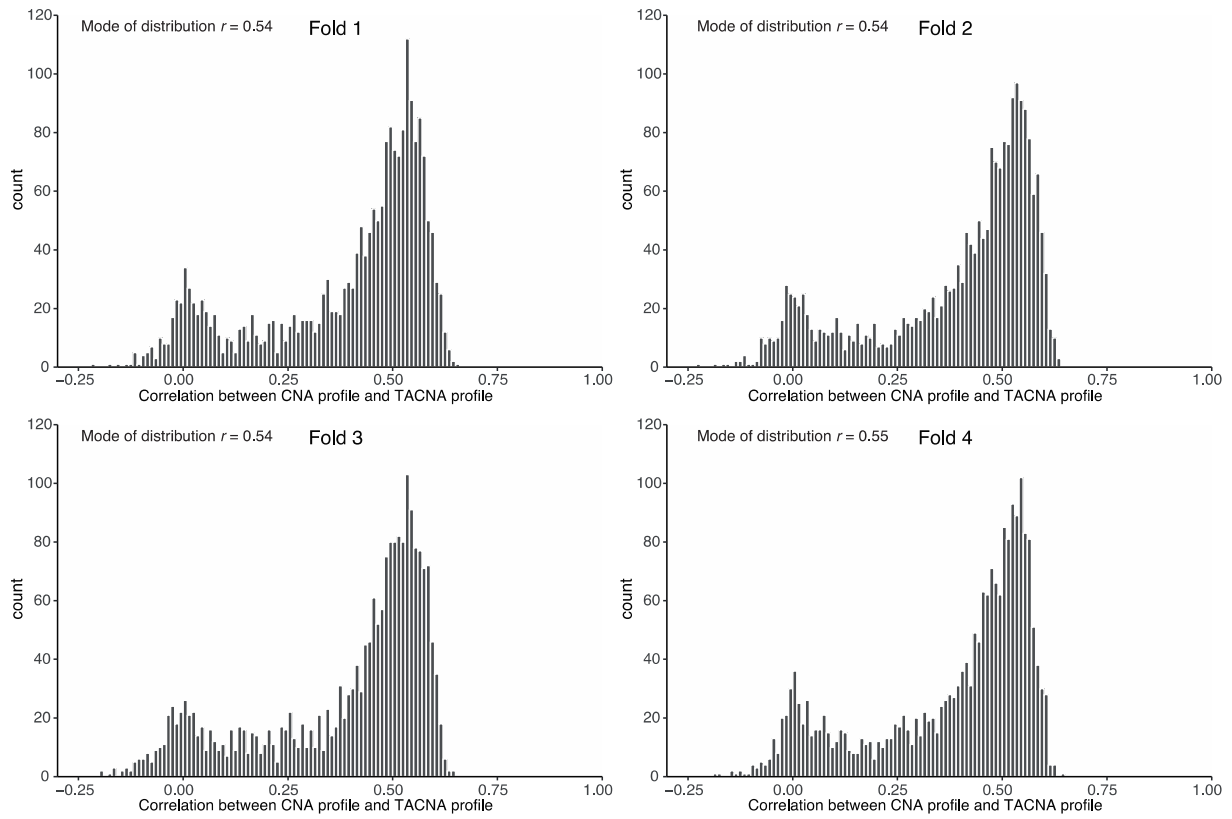 Mode of distribution r = 0.54 Fold 1
120
100
80
60
40
20
0
count
−0.25 0.00 0.25 0.50 0.75 1.00
Correlation between CNA profile and TACNA profile
Mode of distribution r = 0.54 Fold 2
120
100
80
60
40
20
0
count
−0.25 0.00 0.25 0.50 0.75 1.00
Correlation between CNA profile and TACNA profile
Mode of distribution r = 0.54 Fold 3
120
100
80
60
40
20
0
count
−0.25 0.00 0.25 0.50 0.75 1.00
Correlation between CNA profile and TACNA profile
Mode of distribution r = 0.55 Fold 4
120
100
80
60
40
20
0
count
−0.25 0.00 0.25 0.50 0.75 1.00
Correlation between CNA profile and TACNA profile